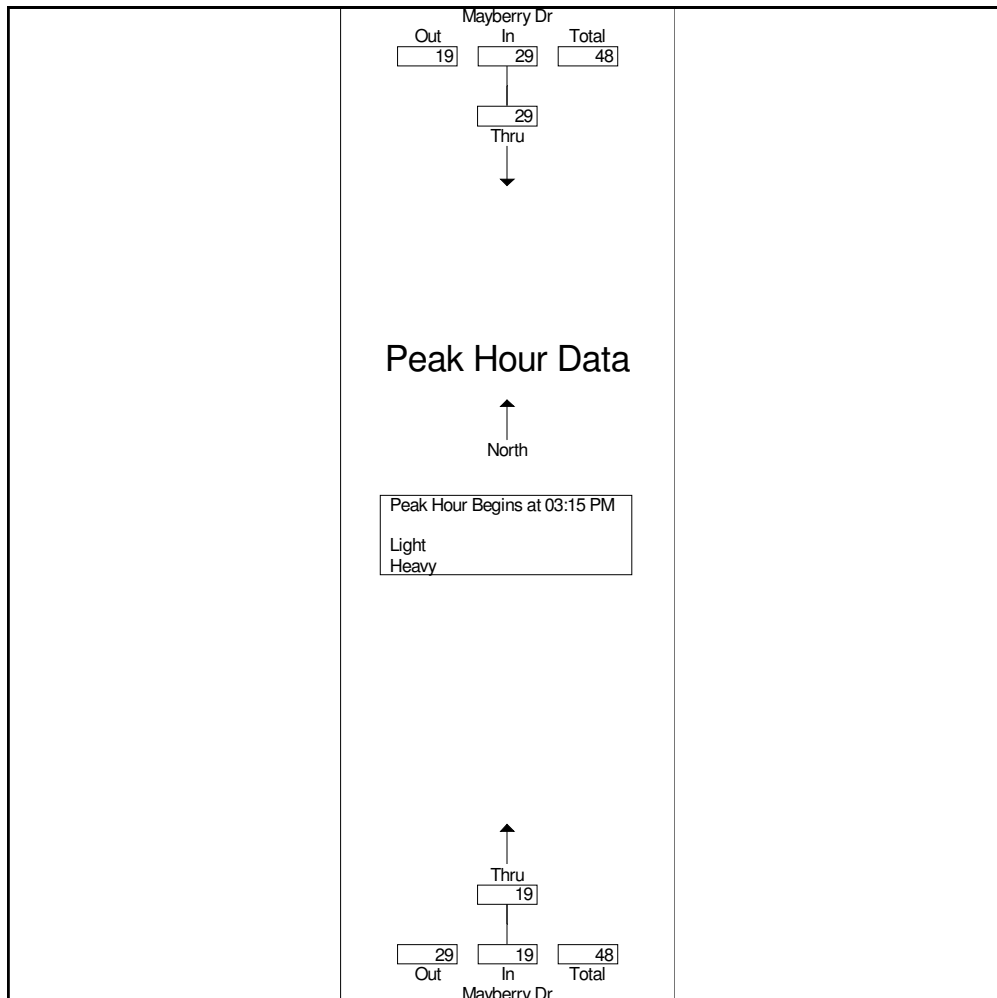 Mayberry Dr
Out In Total
19 29 48
29
Thru
Peak Hour Data
North
Peak Hour Begins at 03:15 PM
Light
Heavy
Thru
19
29 19 48
Out In Total
Mayberry Dr